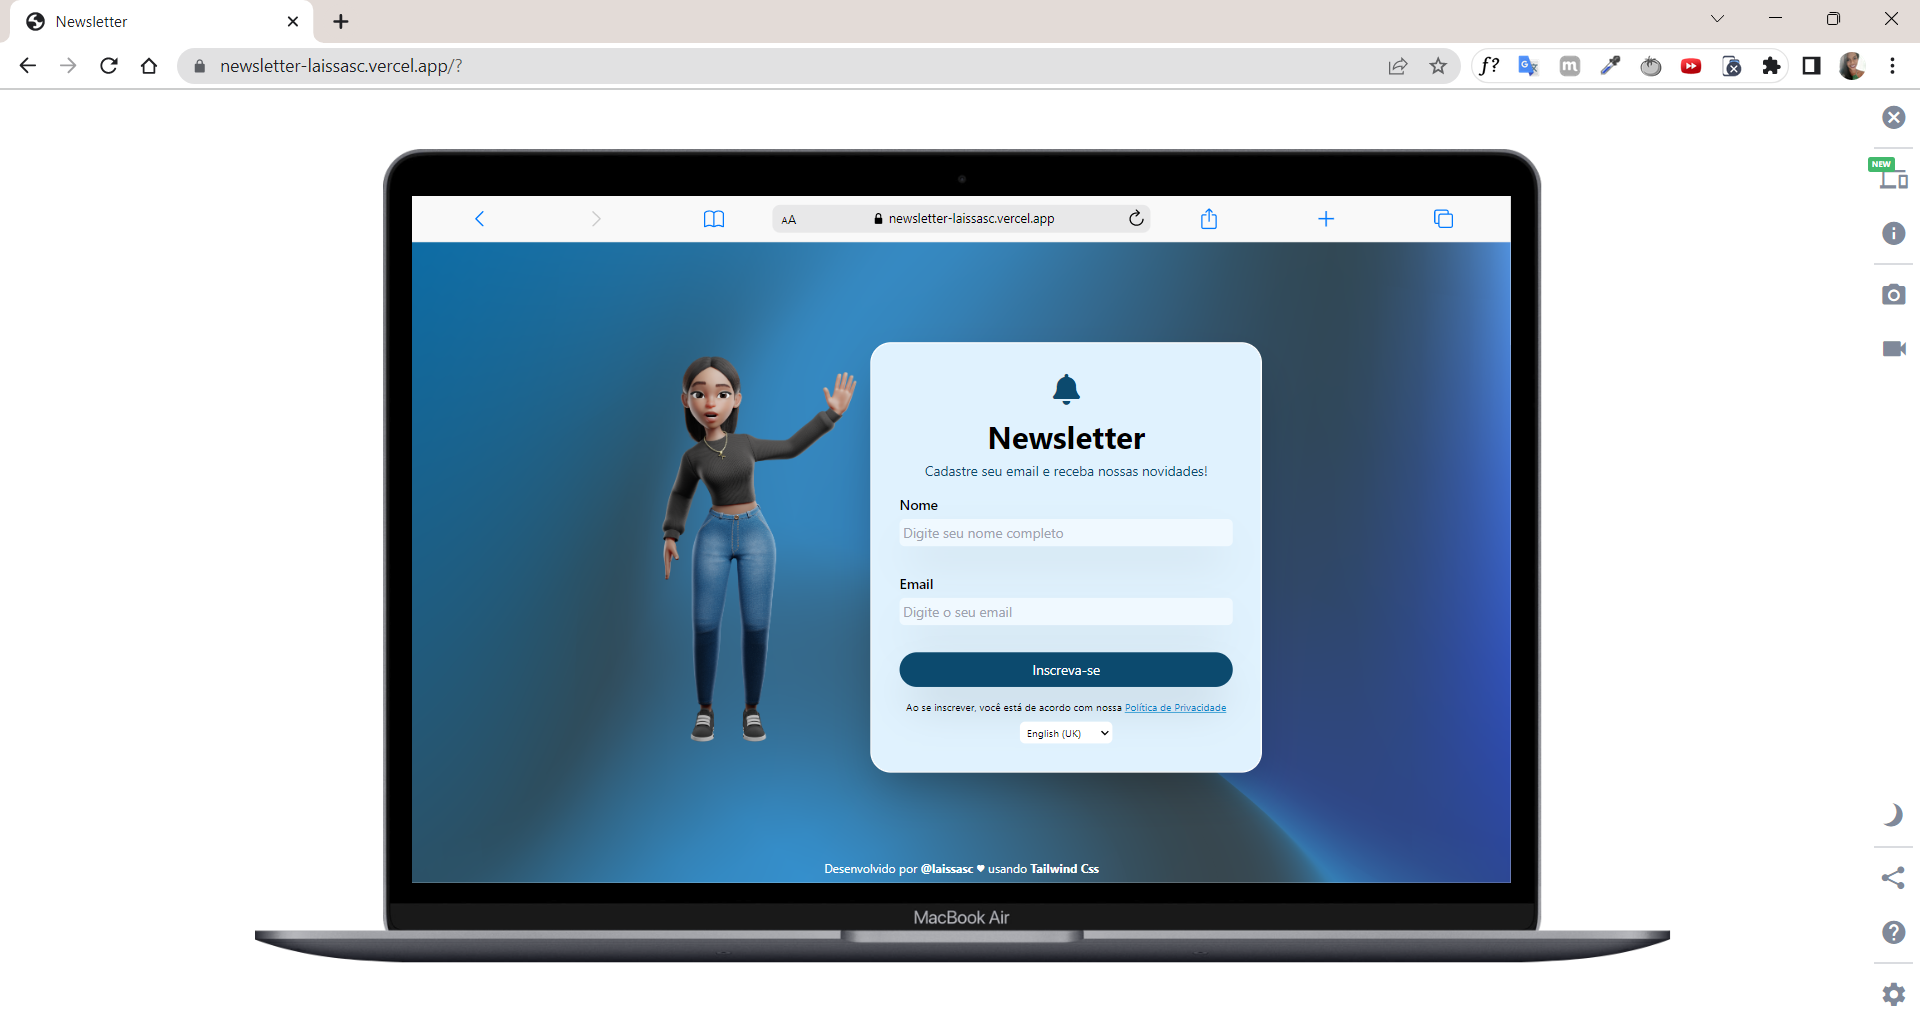 Newsletter
newsletter-laissasc.vercel.app/?
f?
m
NEW
AA
newsletter-laissasc.vercel.app
Newsletter
Cadastre seu email e receba nossas novidades!
Nome
Digite seu nome completo
Email
Digite o seu email
Inscreva-se
Ao se inscrever, você está de acordo com nossa Política de Privacidade
English (UK)
Desenvolvido por @laissasc ♥ usando Tailwind Css
MacBook Air